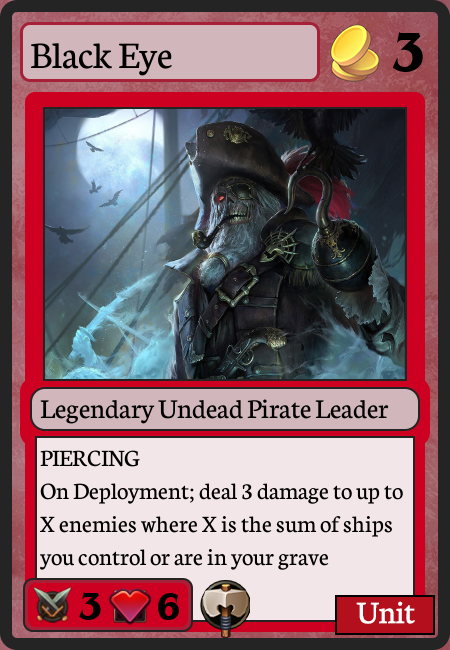 Black Eye
3
Legendary Undead Pirate Leader
PIERCING
On Deployment; deal 3 damage to up to
X enemies where X is the sum of ships
you control or are in your grave
3 6
Unit